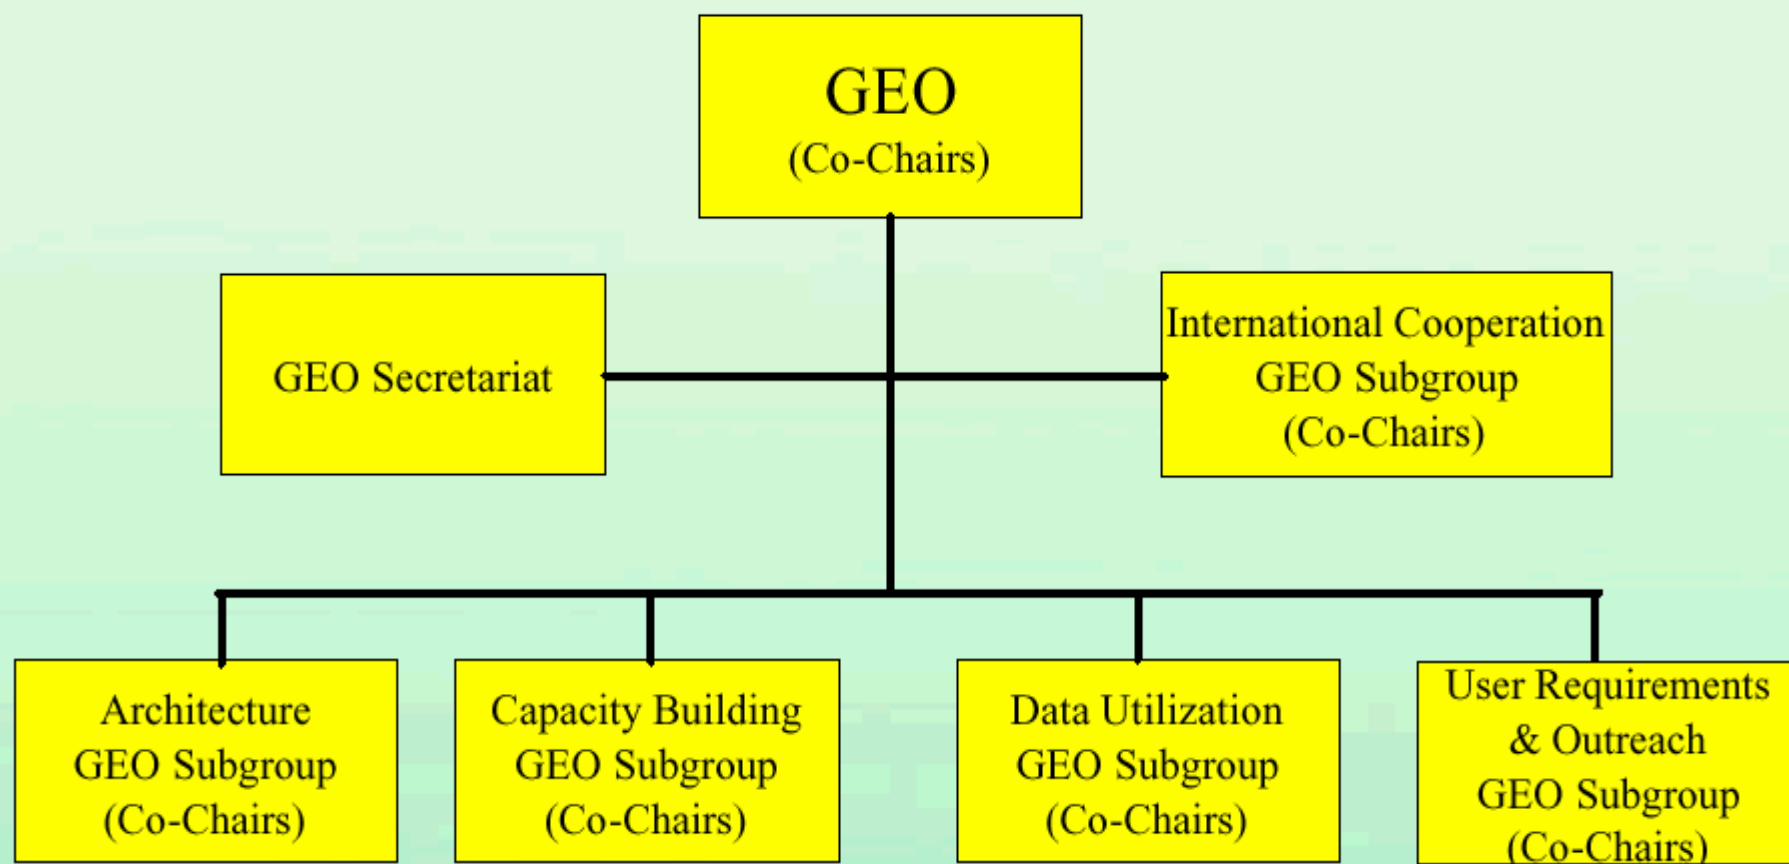 GEO
(Co-Chairs)
GEO Secretariat
International Cooperation
GEO Subgroup
(Co-Chairs)
Architecture
GEO Subgroup
(Co-Chairs)
Capacity Building
GEO Subgroup
(Co-Chairs)
Data Utilization
GEO Subgroup
(Co-Chairs)
User Requirements
& Outreach
GEO Subgroup
(Co-Chairs)